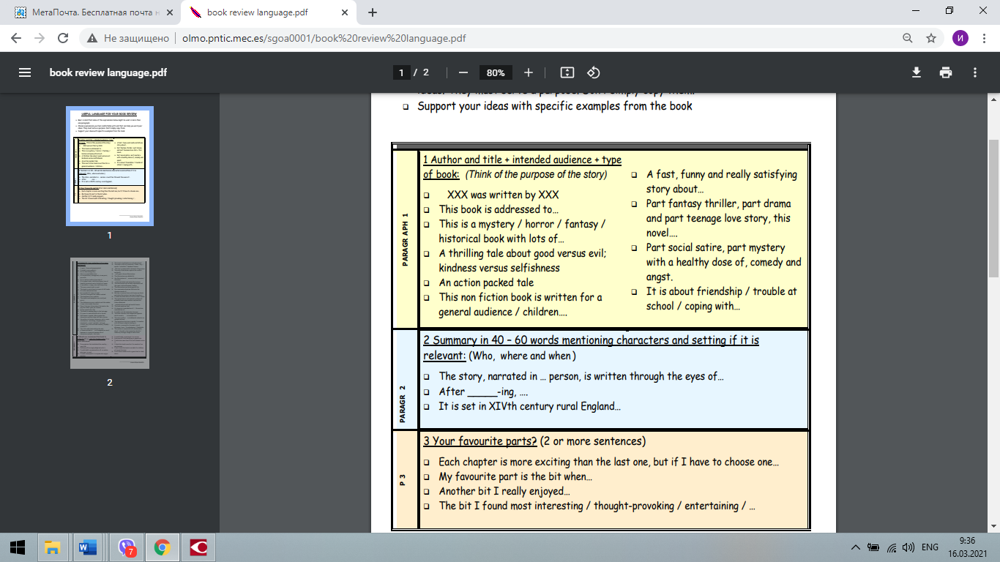 МетаПочта. Бесплатная почта н
book review language.pdf
Не защищено
olmo.pntic.mec.es/sgoa0001/book%20review%20language.pdf
И
book review language.pdf
1 / 2
80%
Support your ideas with specific examples from the book
USEFUL LANGUAGE FOR YOUR BOOK REVIEW
1
2
PARAGR APH 1
1 Author and title + intended audience + type
of book: (Think of the purpose of the story)
XXX was written by XXX
This book is addressed to…
This is a mystery / horror / fantasy /
historical book with lots of…
A thrilling tale about good versus evil;
kindness versus selfishness
An action packed tale
This non fiction book is written for a
general audience / children….
A fast, funny and really satisfying
story about…
Part fantasy thriller, part drama
and part teenage love story, this
novel….
Part social satire, part mystery
with a healthy dose of, comedy and
angst.
It is about friendship / trouble at
school / coping with…
PARAGR 2
2 Summary in 40 – 60 words mentioning characters and setting if it is
relevant: (Who, where and when )
The story, narrated in … person, is written through the eyes of…
After _____-ing, ….
It is set in XIVth century rural England…
P 3
3 Your favourite parts? (2 or more sentences)
Each chapter is more exciting than the last one, but if I have to choose one…
My favourite part is the bit when…
Another bit I really enjoyed…
The bit I found most interesting / thought-provoking / entertaining / …
7
ENG
9:36
16.03.2021